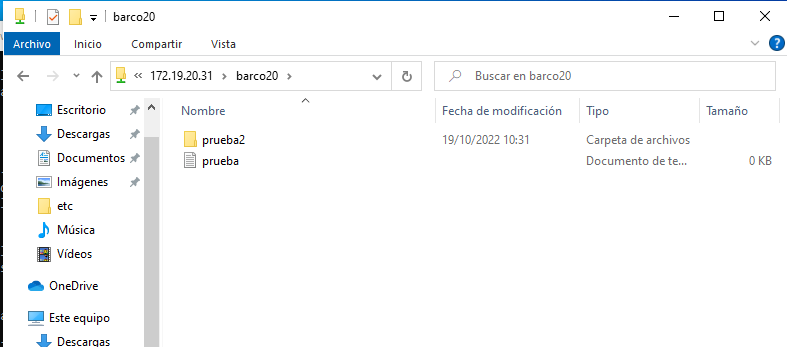 barco20
Archivo Inicio Compartir Vista
172.19.20.31 barco20 Buscar en barco20
Nombre Fecha de modificación Tipo Tamaño
Escritorio
Descargas
Documentos
Imágenes
etc
Música
Vídeos
OneDrive
Este equipo
Descargas
prueba2 19/10/2022 10:31 Carpeta de archivos
prueba Documento de te... 0 KB